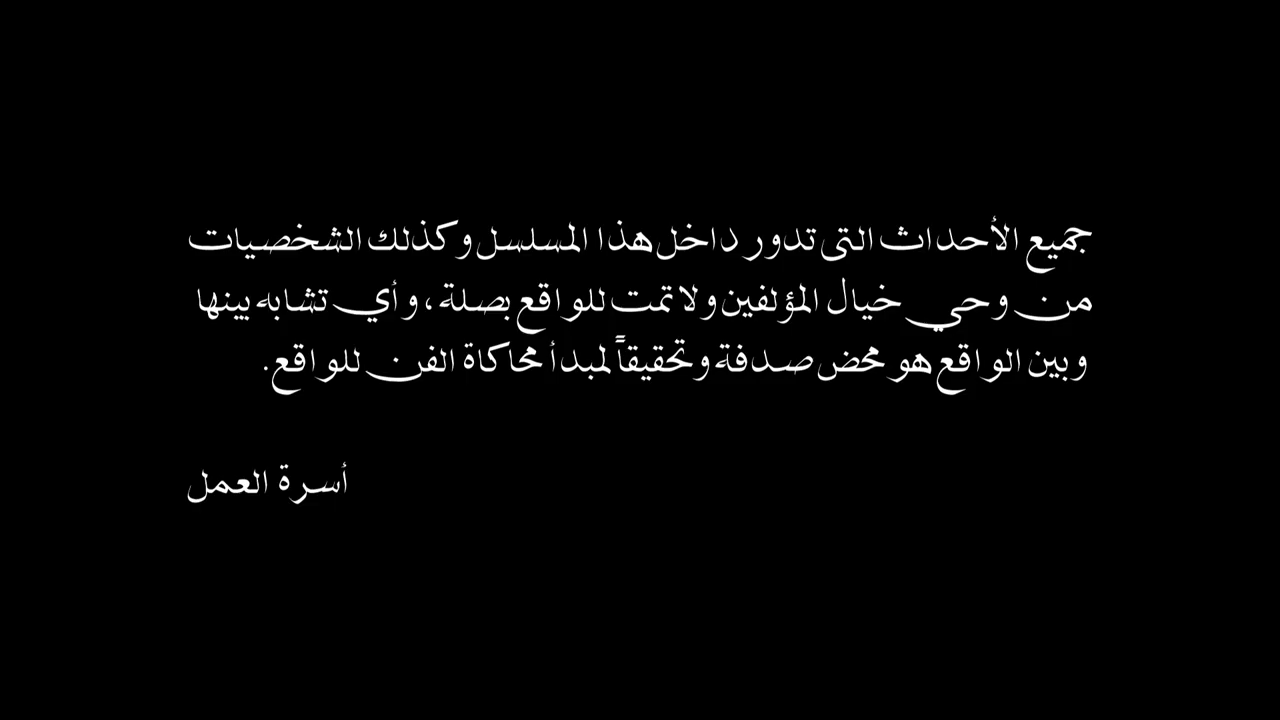 جميع الأحداث التى تدور داخل هذا المسلسل وكذلك الشخصيات
من وحي خيال المؤلفين ولا تمت للواقع بصلة، وأي تشابه بينها
وبين الواقع هو محض صدفة وتحقيقاً لمبدأ محاكاة الفن للواقع.
أسرة العمل